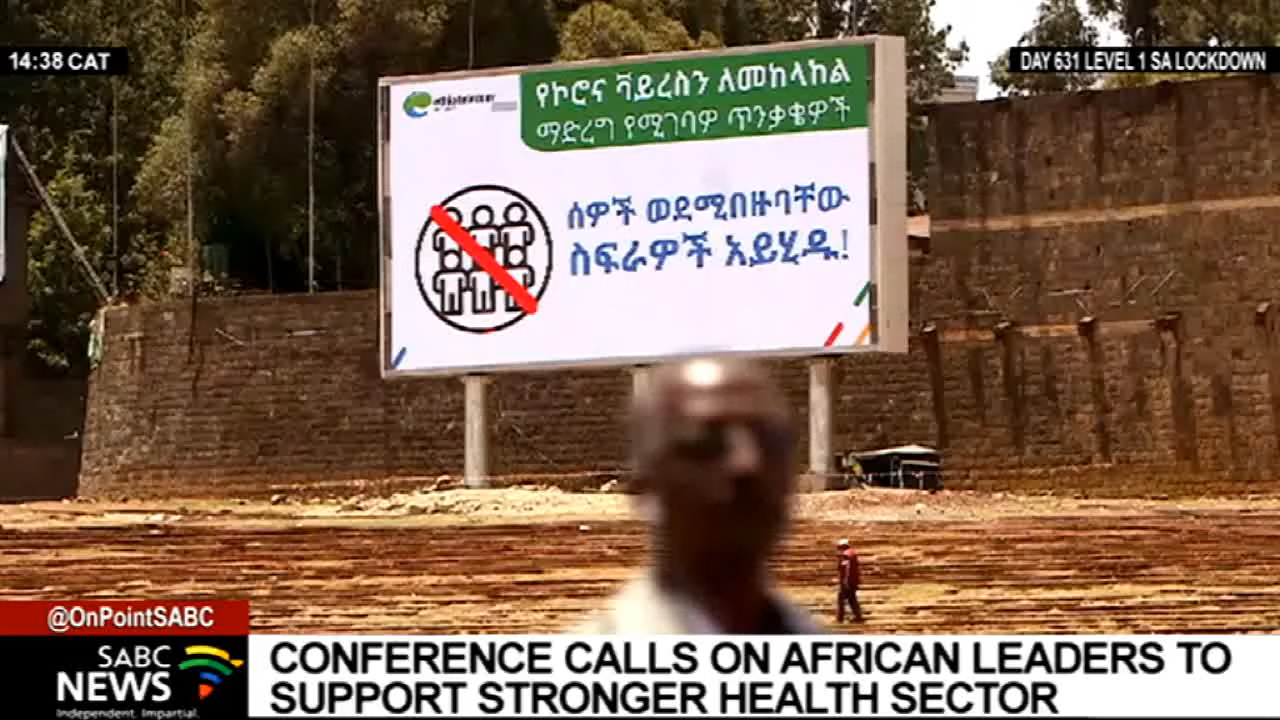 14:38 CAT
DAY 631 LEVEL 1 SA LOCKDOWN
የኮሮና ቫይረስን ለመከላከል
ማድረግ የሚገባዎ ጥንቃቄዎች
ሰዎች ወደሚበዙባቸው
ስፍራዎች አይሂዱ!
@OnPointSABC
SABC
NEWS
Independent. Impartial.
CONFERENCE CALLS ON AFRICAN LEADERS TO
SUPPORT STRONGER HEALTH SECTOR